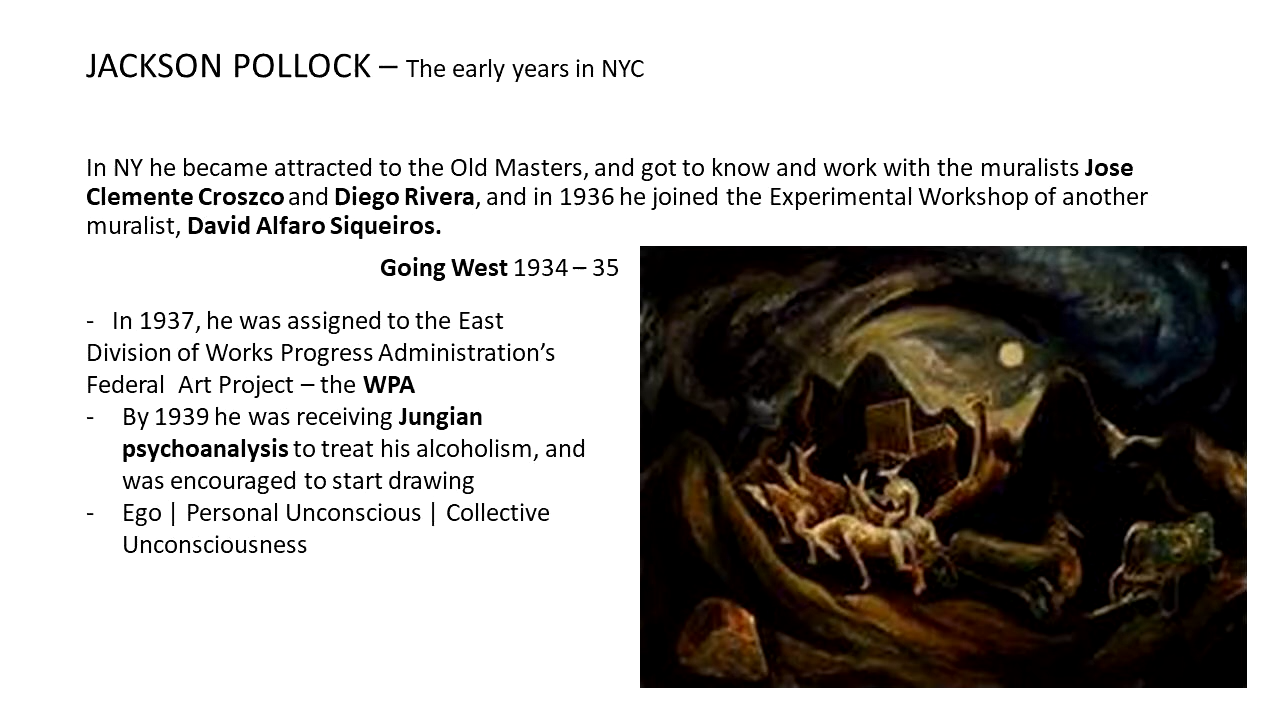 JACKSON POLLOCK – The early years in NYC
In NY he became attracted to the Old Masters, and got to know and work with the muralists Jose
Clemente Croszco and Diego Rivera, and in 1936 he joined the Experimental Workshop of another
muralist, David Alfaro Siqueiros.
Going West 1934 – 35
- In 1937, he was assigned to the East
Division of Works Progress Administration’s
Federal Art Project – the WPA
- By 1939 he was receiving Jungian
psychoanalysis to treat his alcoholism, and
was encouraged to start drawing
- Ego | Personal Unconscious | Collective
Unconsciousness